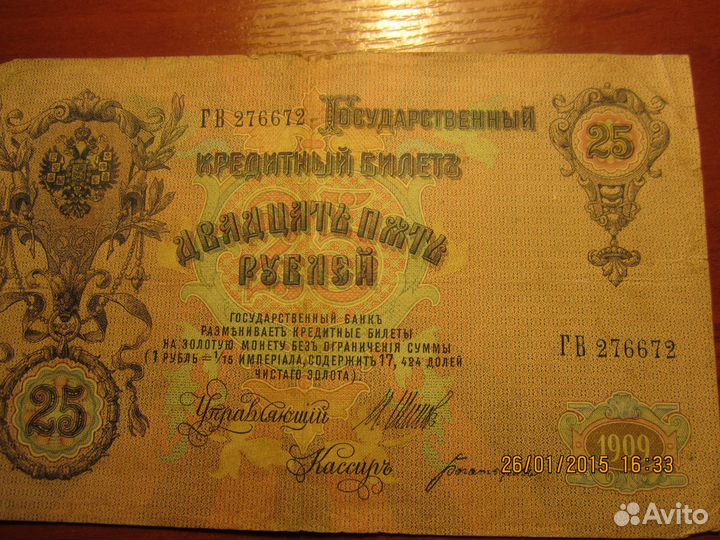 ГВ 276672
Государственный
кредитный билетъ
двадцать пять
рублей
25
ГОСУДАРСТВЕННЫЙ БАНКЪ
РАЗМѢНИВАЕТЪ КРЕДИТНЫЕ БИЛЕТЫ
НА ЗОЛОТУЮ МОНЕТУ БЕЗЪ ОГРАНИЧЕНІЯ СУММЫ
(1 РУБЛЬ = 1/15 ИМПЕРІАЛА, СОДЕРЖИТЪ 17,424 ДОЛЕЙ
ЧИСТАГО ЗОЛОТА).
ГВ 276672
25
25
Управляющій
Кассиръ
1909
26/01/2015 16:33
Avito